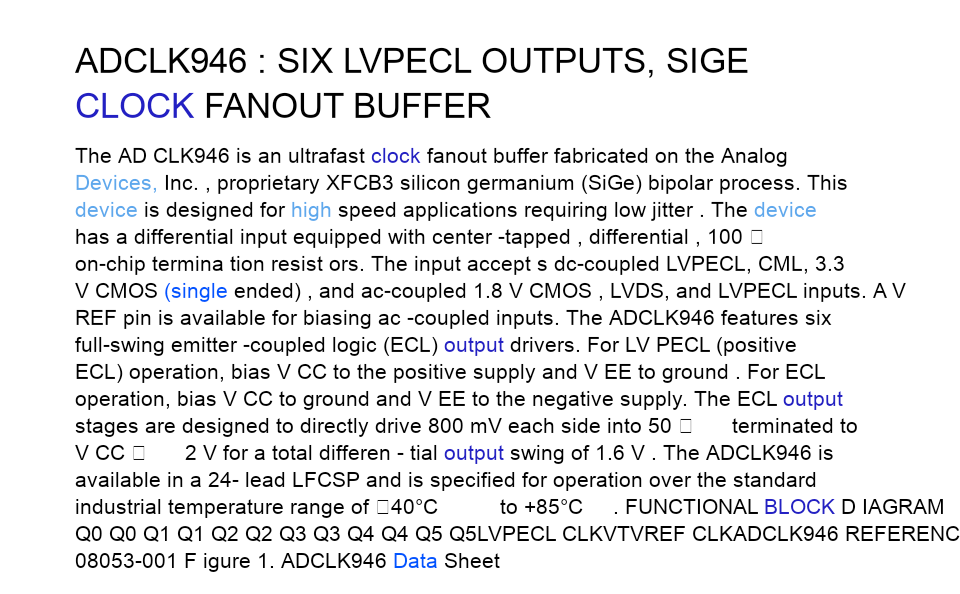 ADCLK946 : SIX LVPECL OUTPUTS, SIGE
CLOCK FANOUT BUFFER
The AD CLK946 is an ultrafast clock fanout buffer fabricated on the Analog
Devices, Inc. , proprietary XFCB3 silicon germanium (SiGe) bipolar process. This
device is designed for high speed applications requiring low jitter . The device
has a differential input equipped with center -tapped , differential , 100 □
on-chip termina tion resist ors. The input accept s dc-coupled LVPECL, CML, 3.3
V CMOS (single ended) , and ac-coupled 1.8 V CMOS , LVDS, and LVPECL inputs. A V
REF pin is available for biasing ac -coupled inputs. The ADCLK946 features six
full-swing emitter -coupled logic (ECL) output drivers. For LV PECL (positive
ECL) operation, bias V CC to the positive supply and V EE to ground . For ECL
operation, bias V CC to ground and V EE to the negative supply. The ECL output
stages are designed to directly drive 800 mV each side into 50 □ terminated to
V CC □ 2 V for a total differen - tial output swing of 1.6 V . The ADCLK946 is
available in a 24- lead LFCSP and is specified for operation over the standard
industrial temperature range of □40°C to +85°C . FUNCTIONAL BLOCK D IAGRAM
Q0 Q0 Q1 Q1 Q2 Q2 Q3 Q3 Q4 Q4 Q5 Q5LVPECL CLKVTVREF CLKADCLK946 REFERENC
08053-001 F igure 1. ADCLK946 Data Sheet